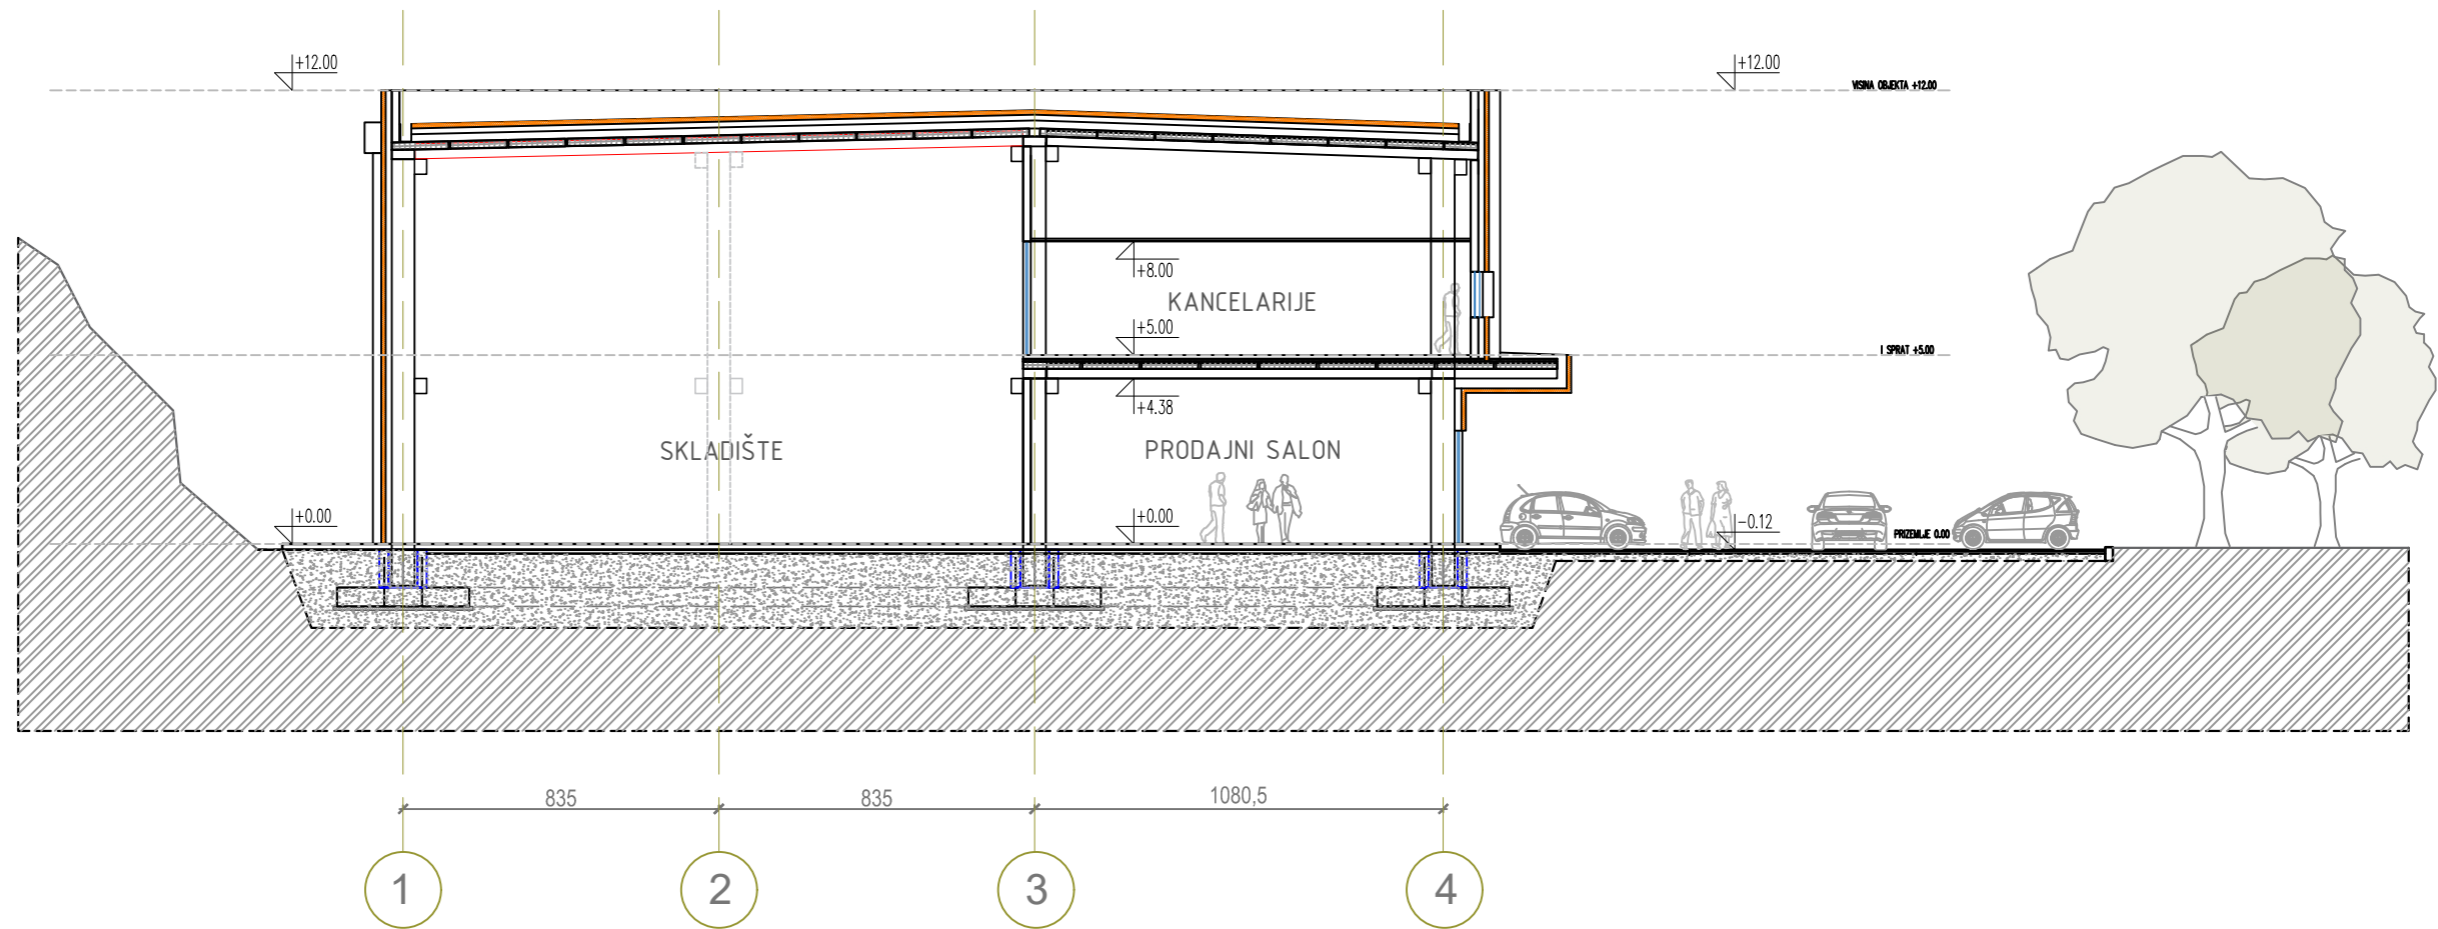 +12.00
+12.00
VISINA OBJEKTA +12.00
+8.00
KANCELARIJE
+5.00
I SPRAT +5.00
+4.38
SKLADIŠTE
PRODAJNI SALON
+0.00
+0.00
-0.12
PRIZEMLJE 0.00
835
835
1080,5
1
2
3
4